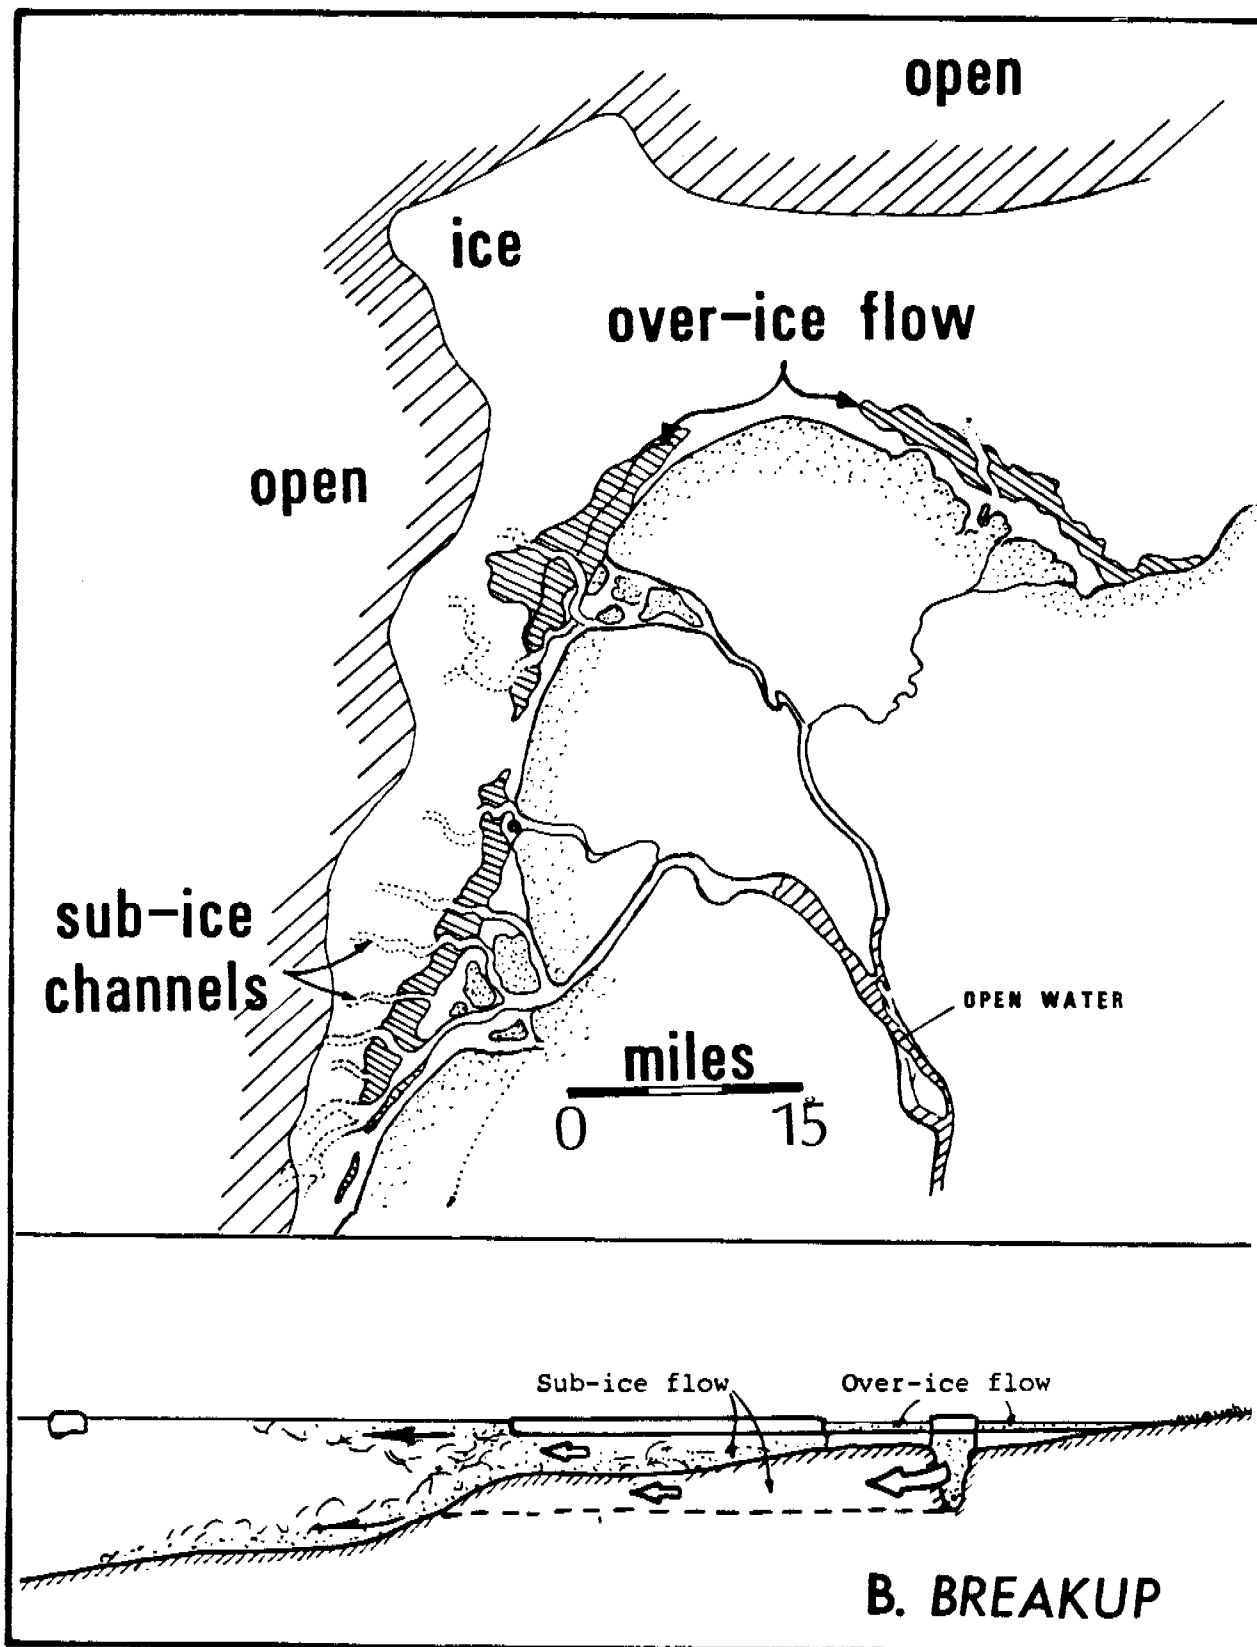 open
ice
over-ice flow
open
sub-ice
channels
OPEN WATER
miles
0 15
Sub-ice flow
Over-ice flow
B. BREAKUP